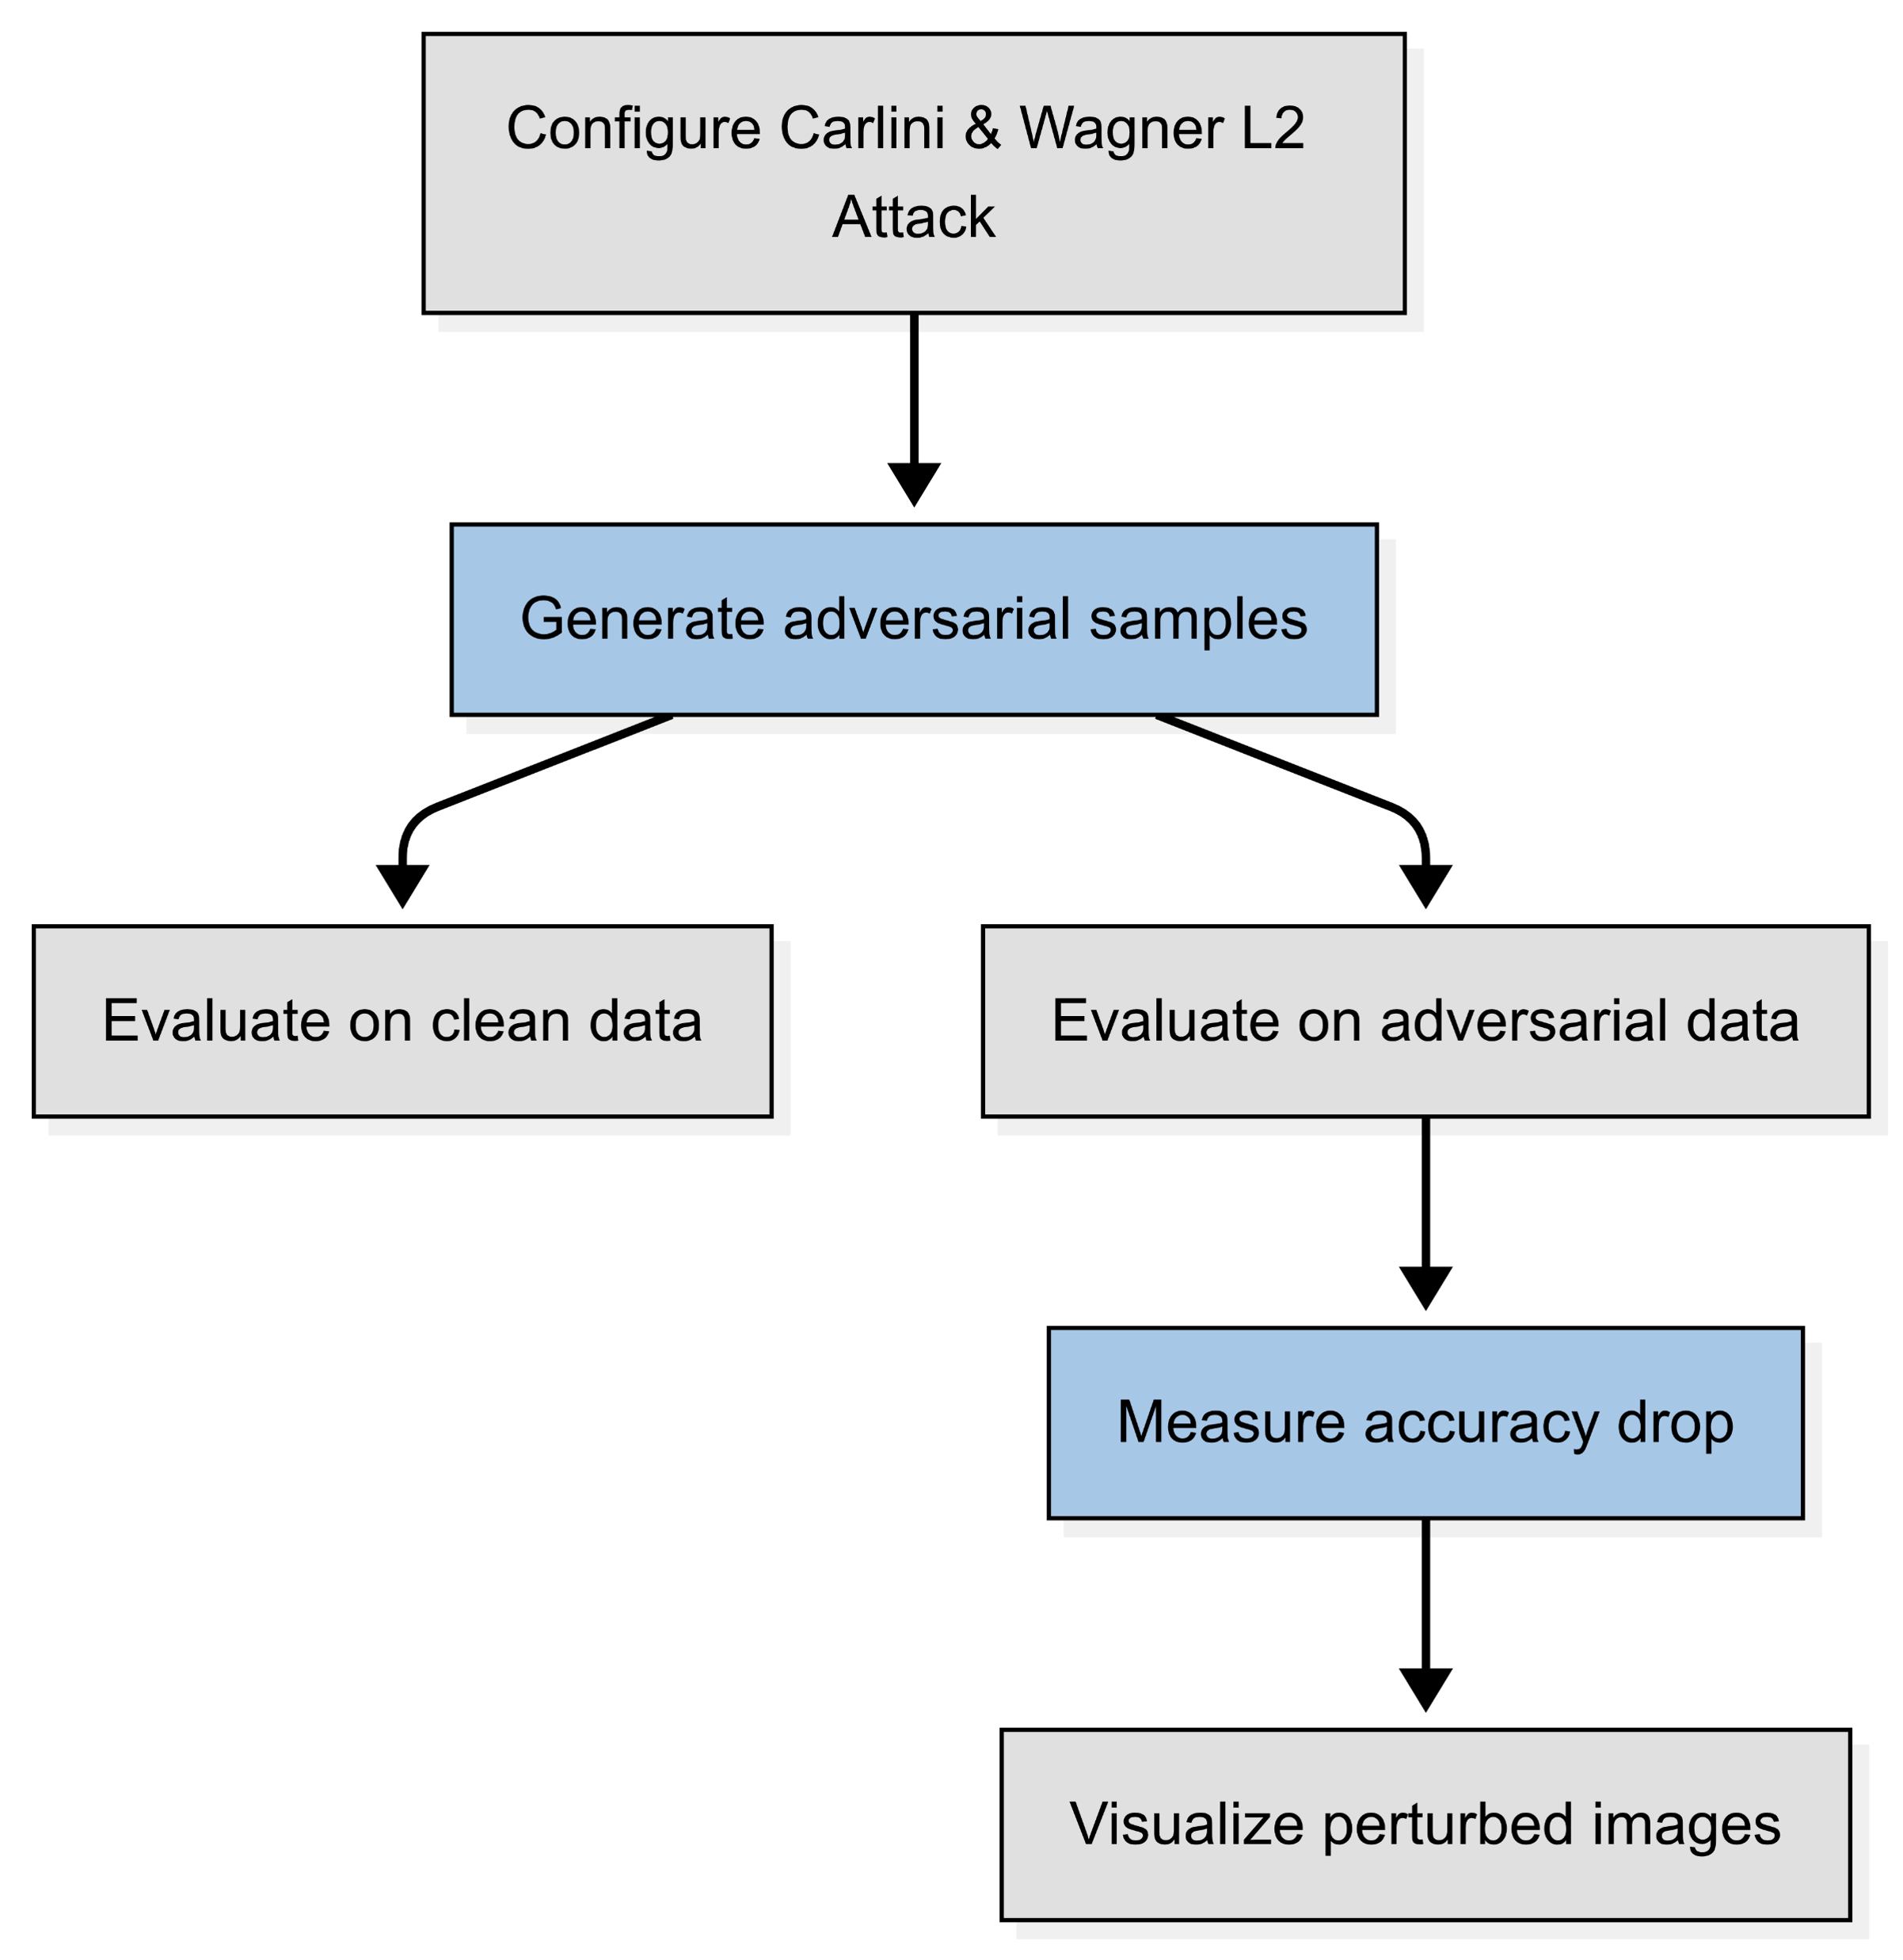 Configure Carlini & Wagner L2
Attack
Generate adversarial samples
Evaluate on clean data
Evaluate on adversarial data
Measure accuracy drop
Visualize perturbed images